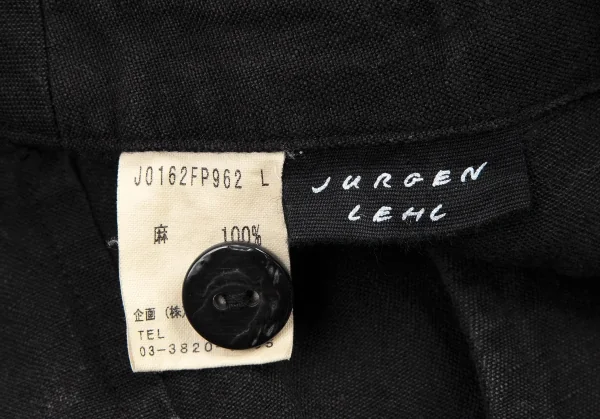 J0162FP962 L
麻 100%
企画(株)
TEL
03-3820-
JURGEN
LEHL